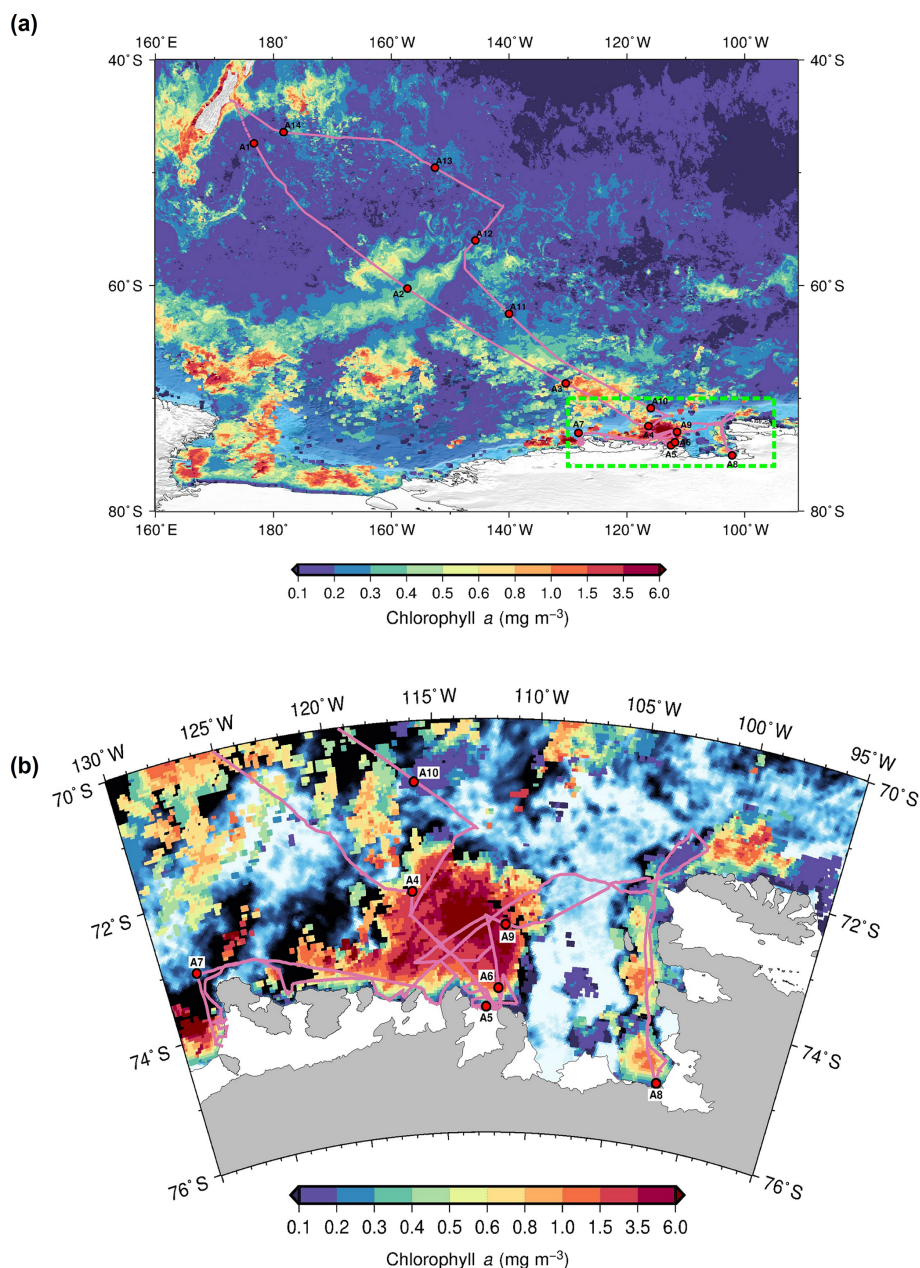 (a)
160°E 180° 160°W 140°W 120°W 100°W
40°S 40°S
A1 A14
A13
A12
A2
A11
60°S 60°S
A3
A10
A7 A4 A9
A6
A5 A8
80°S 80°S
160°E 180° 160°W 140°W 120°W 100°W
0.1 0.2 0.3 0.4 0.5 0.6 0.8 1.0 1.5 3.5 6.0
Chlorophyll a (mg m⁻³)
(b)
130°W 125°W 120°W 115°W 110°W 105°W 100°W 95°W
70°S 70°S
A10
A4
72°S 72°S
A9
A7
A6
A5
74°S 74°S
A8
76°S 76°S
0.1 0.2 0.3 0.4 0.5 0.6 0.8 1.0 1.5 3.5 6.0
Chlorophyll a (mg m⁻³)